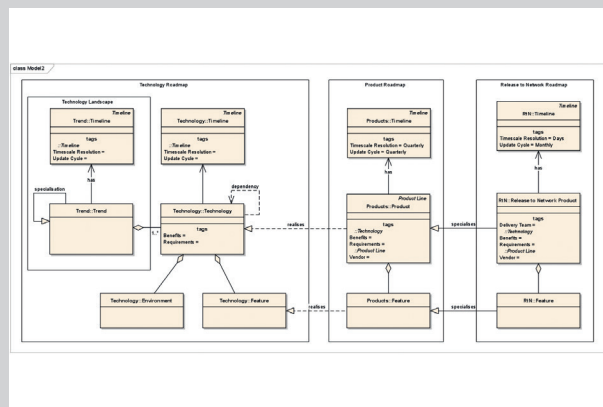 class Model2
Technology Roadmap
Technology Landscape
Timeline
Trend::Timeline
tags
::Timeline
Timescale Resolution =
Update Cycle =
has
specialisation
Trend::Trend
1..*
Timeline
Technology::Timeline
tags
::Timeline
Timescale Resolution =
Update Cycle =
dependency
Technology::Technology
tags
Benefits =
Requirements =
Technology::Environment
Technology::Feature
realises
realises
Product Roadmap
Timeline
Products::Timeline
tags
Timescale Resolution = Quarterly
Update Cycle = Quarterly
has
Product Line
Products::Product
tags
::Technology
Benefits =
Requirements =
::Product Line
Vendor =
Products::Feature
specialises
specialises
Release to Network Roadmap
Timeline
RtN::Timeline
tags
Timescale Resolution = Days
Update Cycle = Monthly
has
RtN::Release to Network Product
tags
Delivery Team =
::Technology
Benefits =
Requirements =
::Product Line
Vendor =
RtN::Feature